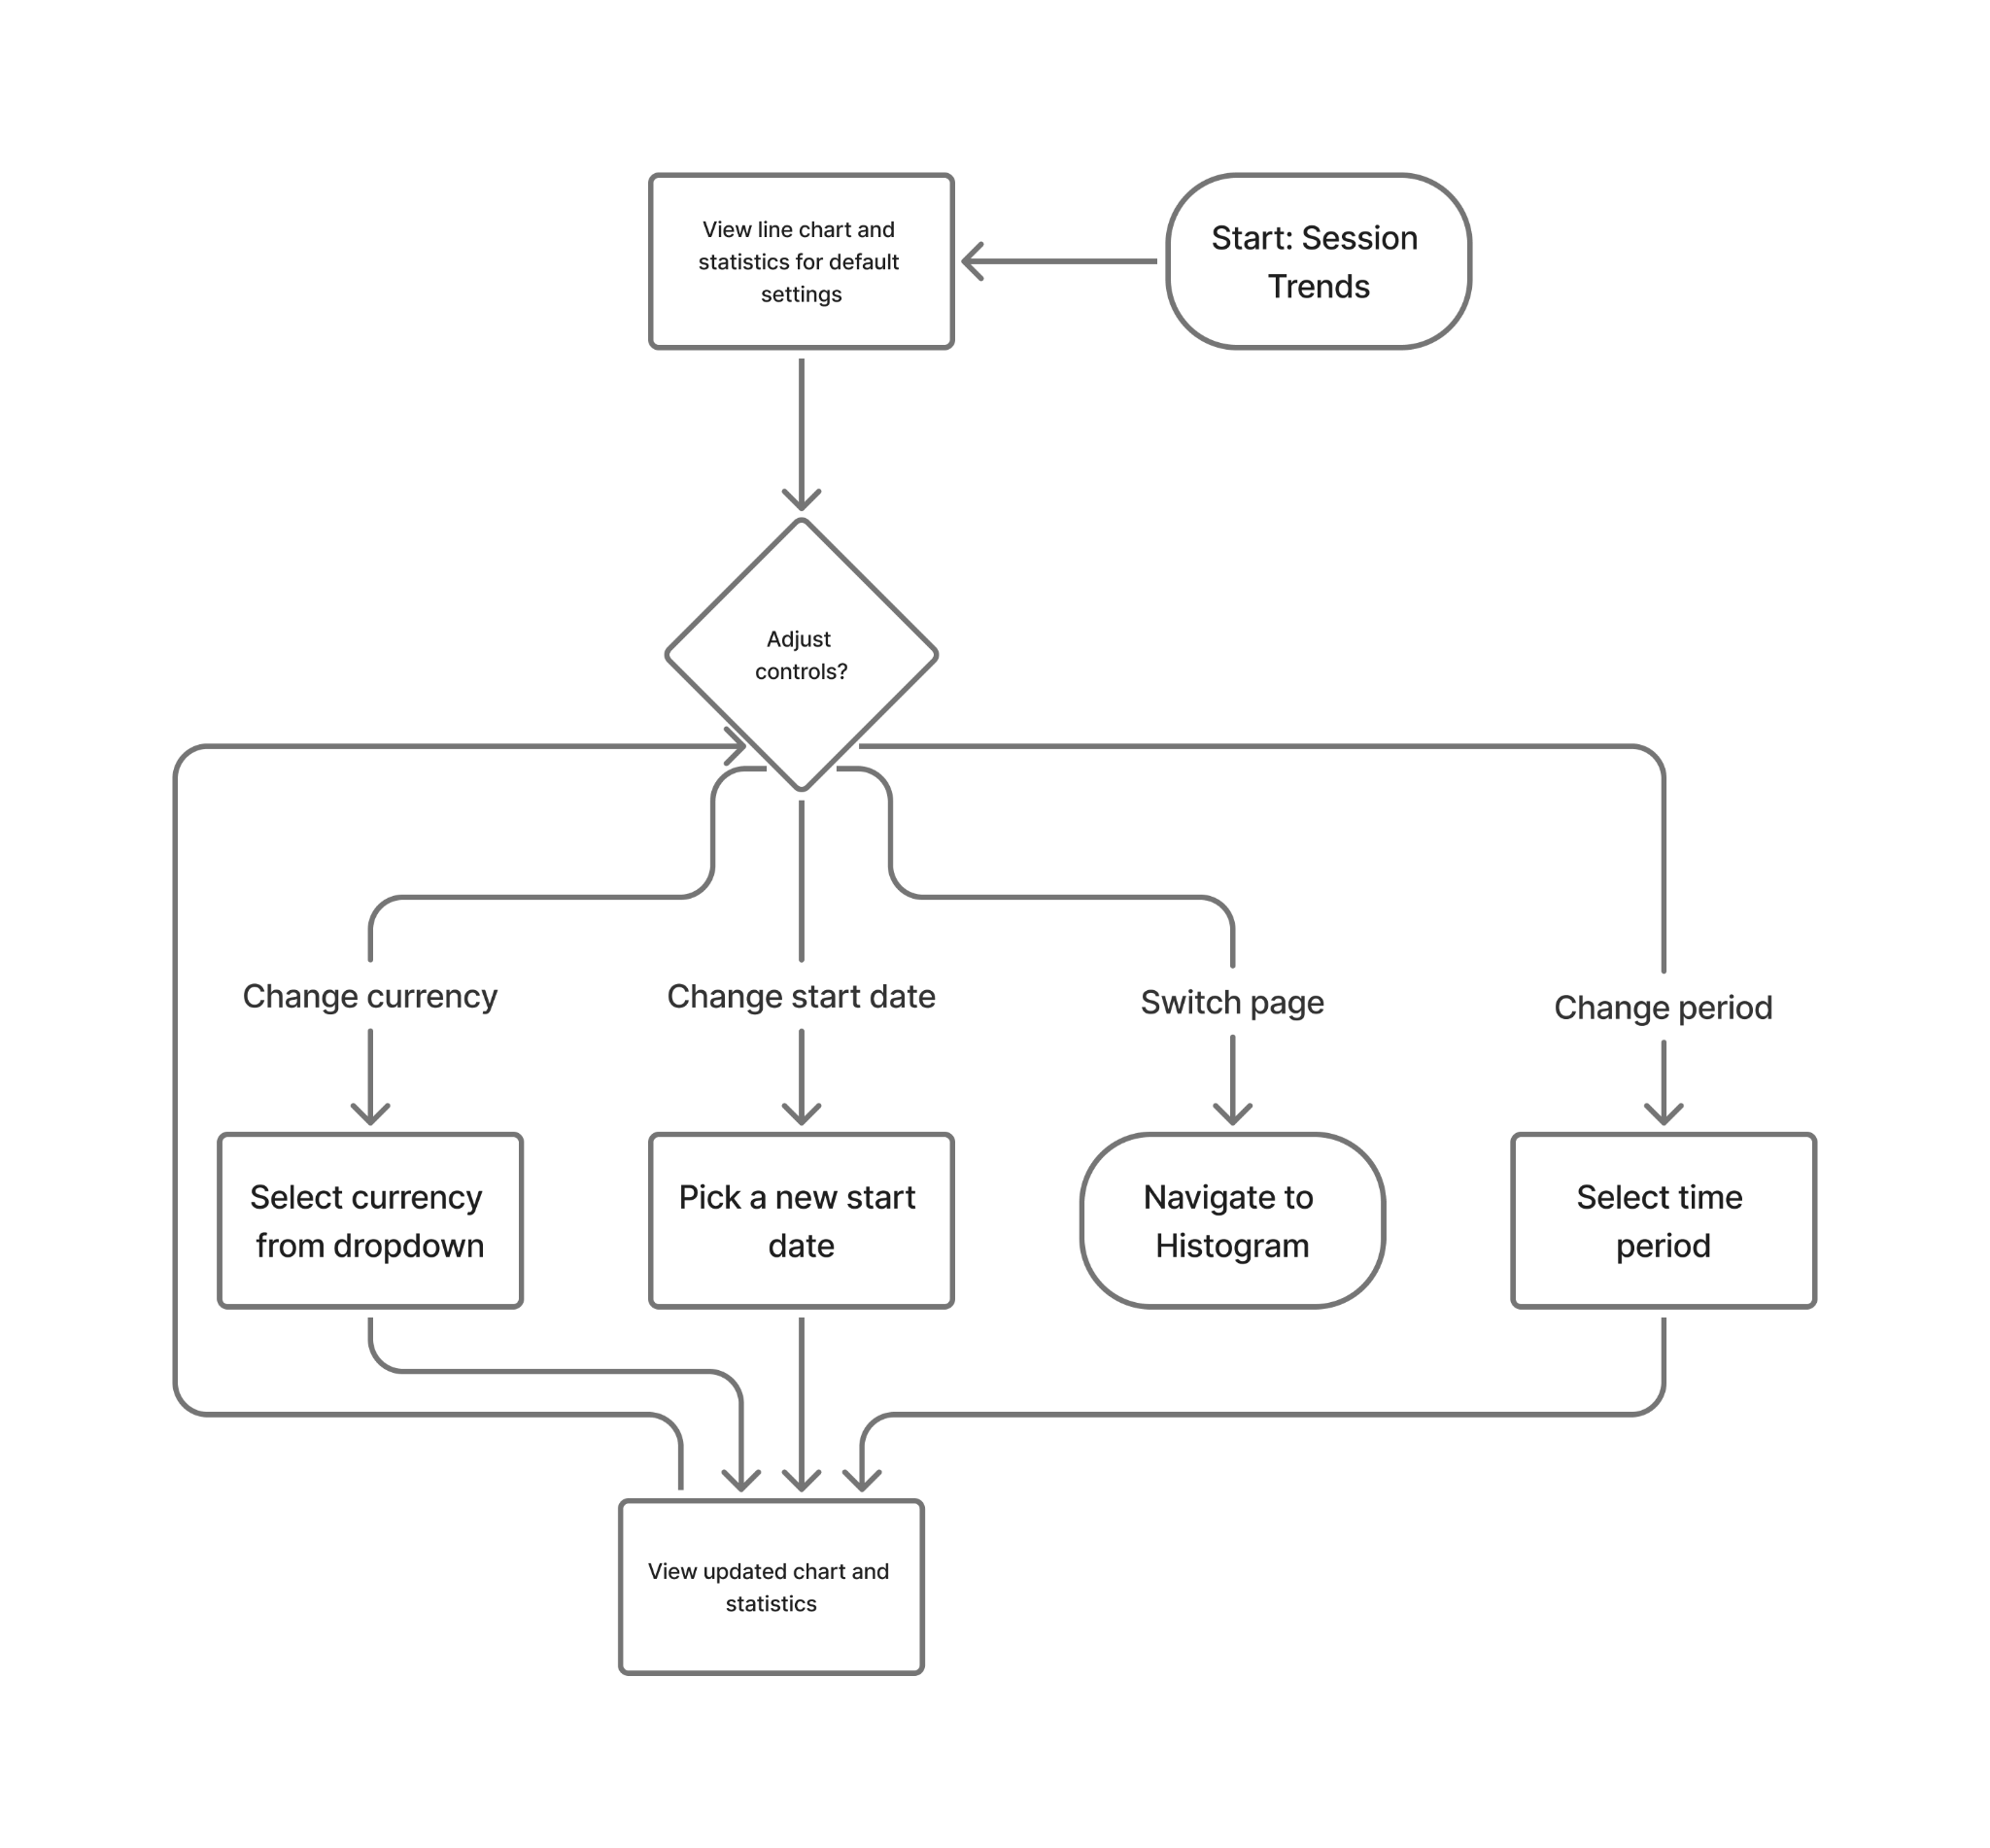 View line chart and
statistics for default
settings
Start: Session
Trends
Adjust
controls?
Change currency
Change start date
Switch page
Change period
Select currency
from dropdown
Pick a new start
date
Navigate to
Histogram
Select time
period
View updated chart and
statistics